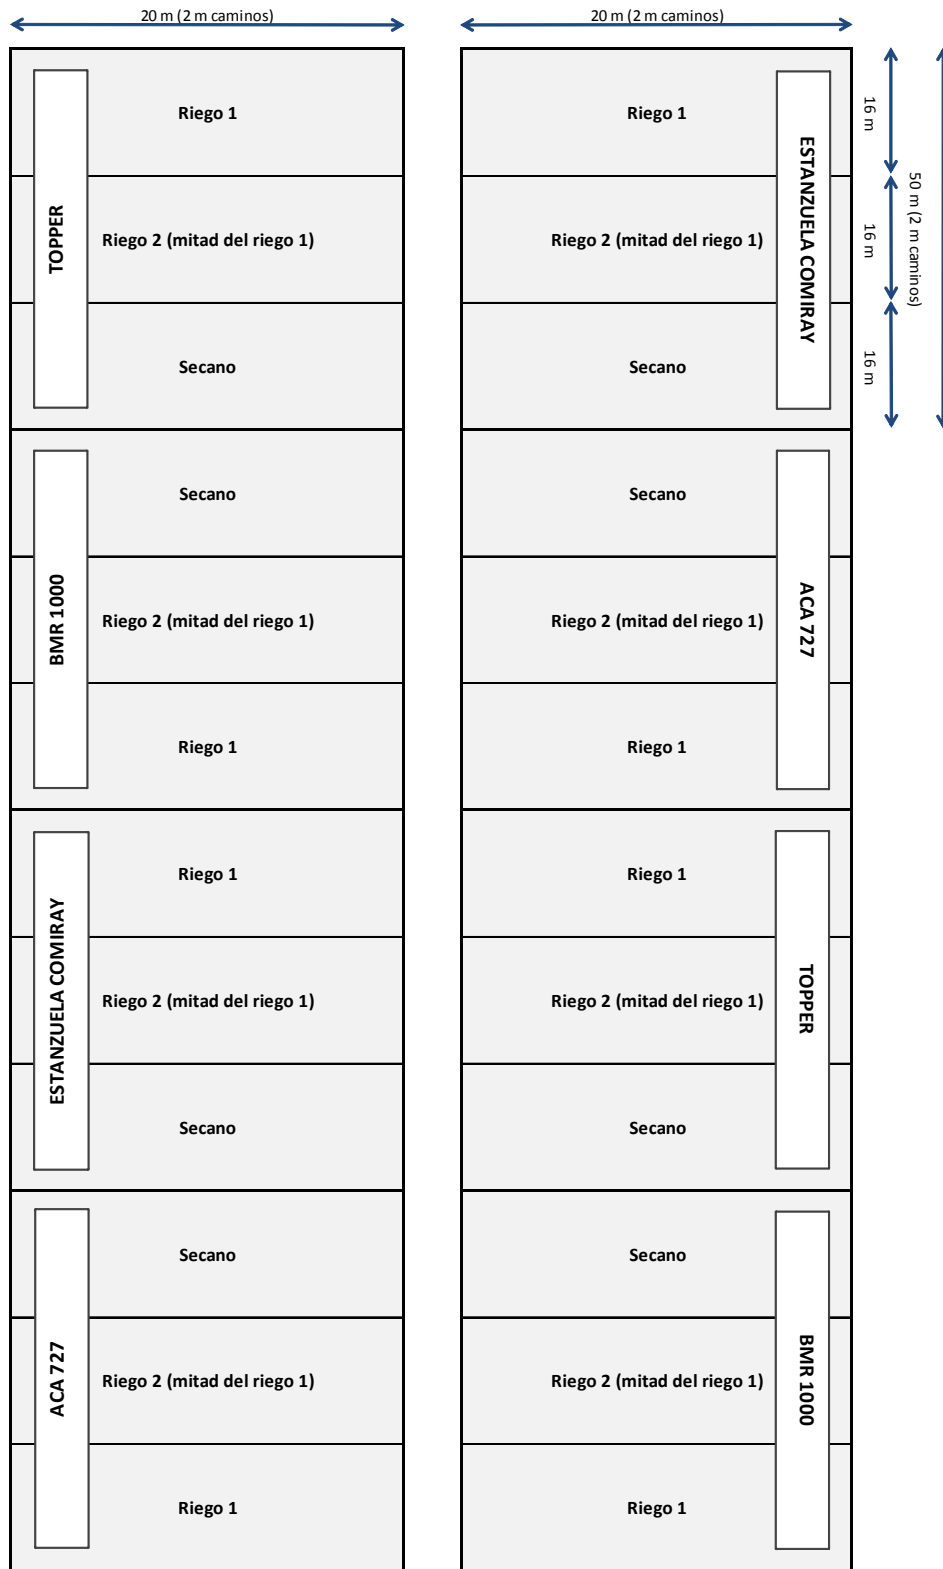 20 m (2 m caminos)
20 m (2 m caminos)
TOPPER
Riego 1
Riego 2 (mitad del riego 1)
Secano
BMR 1000
Secano
Riego 2 (mitad del riego 1)
Riego 1
ESTANZUELA COMIRAY
Riego 1
Riego 2 (mitad del riego 1)
Secano
ACA 727
Secano
Riego 2 (mitad del riego 1)
Riego 1
Riego 1
Riego 2 (mitad del riego 1)
Secano
ESTANZUELA COMIRAY
16 m
16 m
16 m
50 m (2 m caminos)
Secano
Riego 2 (mitad del riego 1)
Riego 1
ACA 727
Riego 1
Riego 2 (mitad del riego 1)
Secano
TOPPER
Secano
Riego 2 (mitad del riego 1)
Riego 1
BMR 1000